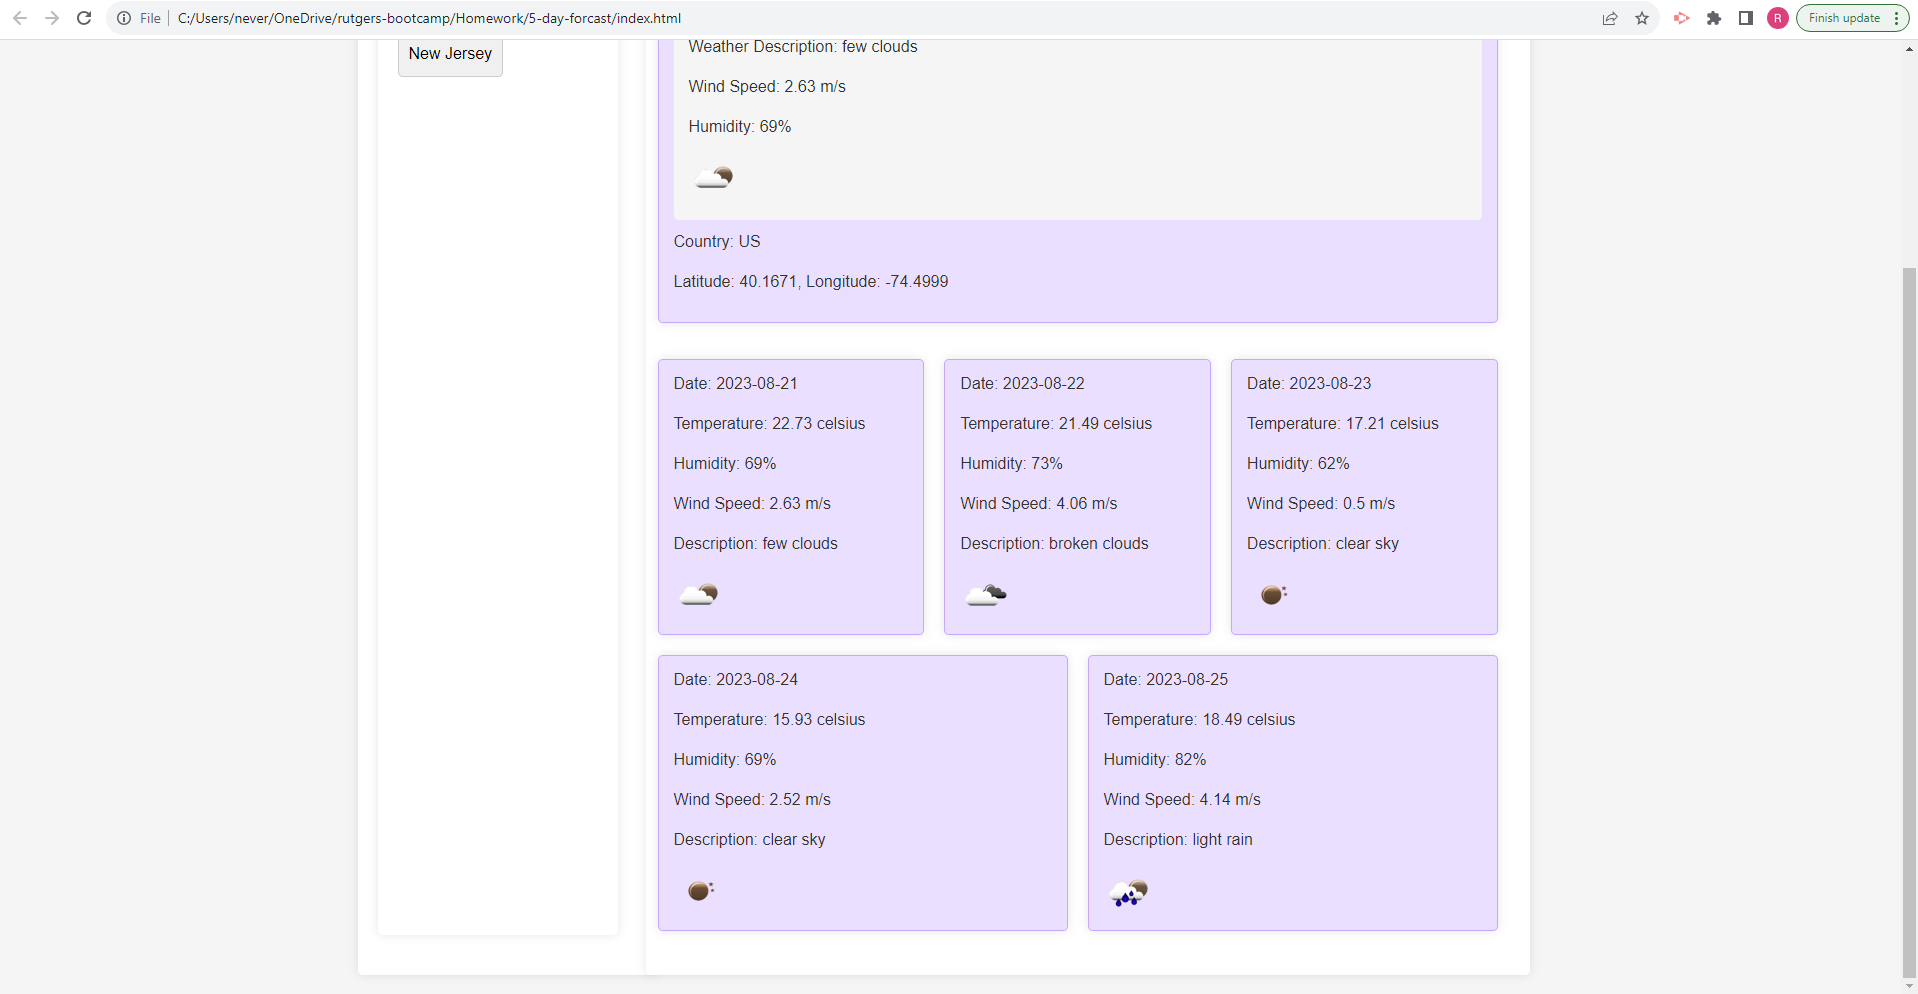 File C:/Users/never/OneDrive/rutgers-bootcamp/Homework/5-day-forcast/index.html R Finish update
New Jersey
Weather Description: few clouds
Wind Speed: 2.63 m/s
Humidity: 69%
Country: US
Latitude: 40.1671, Longitude: -74.4999
Date: 2023-08-21
Temperature: 22.73 celsius
Humidity: 69%
Wind Speed: 2.63 m/s
Description: few clouds
Date: 2023-08-22
Temperature: 21.49 celsius
Humidity: 73%
Wind Speed: 4.06 m/s
Description: broken clouds
Date: 2023-08-23
Temperature: 17.21 celsius
Humidity: 62%
Wind Speed: 0.5 m/s
Description: clear sky
Date: 2023-08-24
Temperature: 15.93 celsius
Humidity: 69%
Wind Speed: 2.52 m/s
Description: clear sky
Date: 2023-08-25
Temperature: 18.49 celsius
Humidity: 82%
Wind Speed: 4.14 m/s
Description: light rain